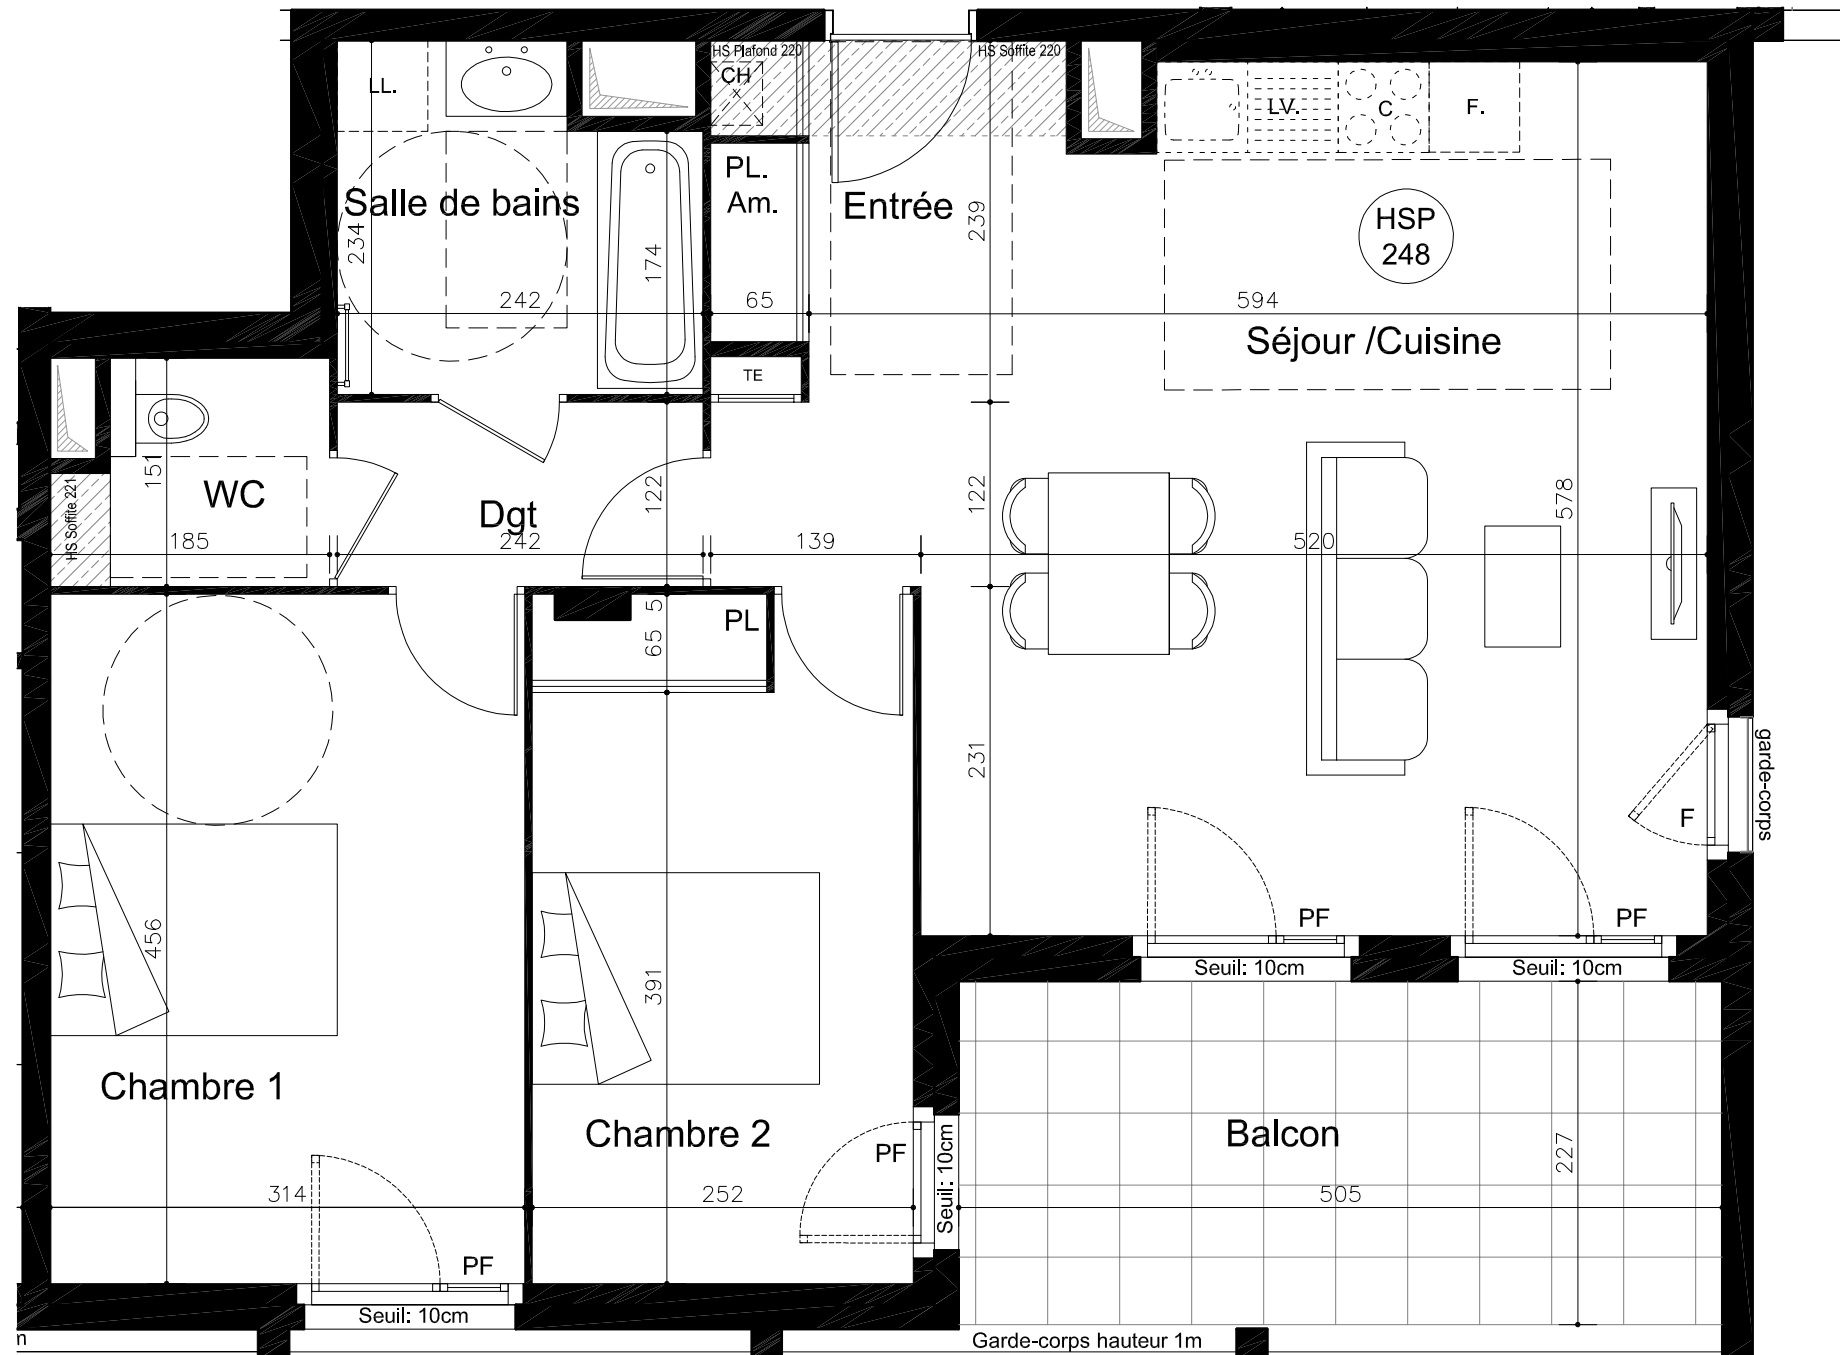 HS Plafond 220
HS Soffite 220
CH
LL.
LV.
C
F.
PL.
Am.
Salle de bains
Entrée
HSP
248
234
174
239
242
65
594
Séjour /Cuisine
TE
151
WC
HS Soffite 221
Dgt
122
122
578
185
242
139
520
5
65
PL
231
garde-corps
F
456
391
PF
PF
Seuil: 10cm
Seuil: 10cm
Chambre 1
Chambre 2
PF
Seuil: 10cm
Balcon
227
314
252
505
PF
Seuil: 10cm
Garde-corps hauteur 1m